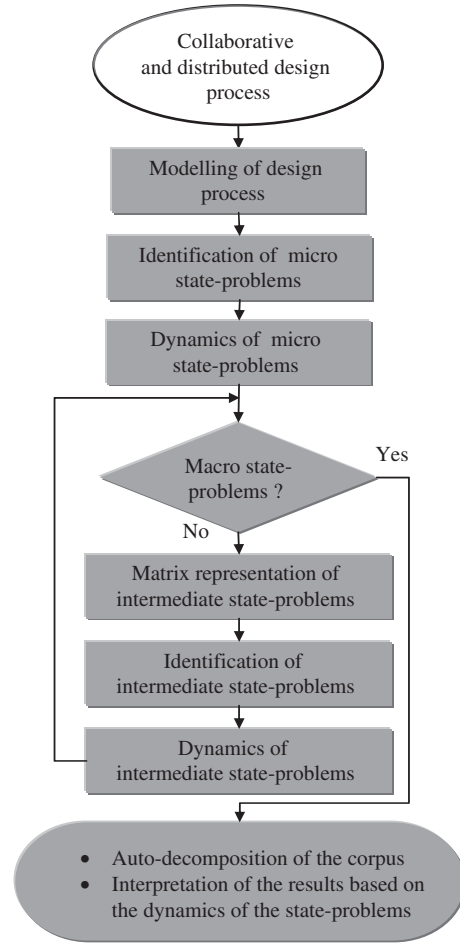 Collaborative
and distributed design
process
Modelling of design
process
Identification of micro
state-problems
Dynamics of micro
state-problems
Macro state-
problems ?
Yes
No
Matrix representation of
intermediate state-problems
Identification of
intermediate state-problems
Dynamics of
intermediate state-problems
• Auto-decomposition of the corpus
• Interpretation of the results based on
the dynamics of the state-problems